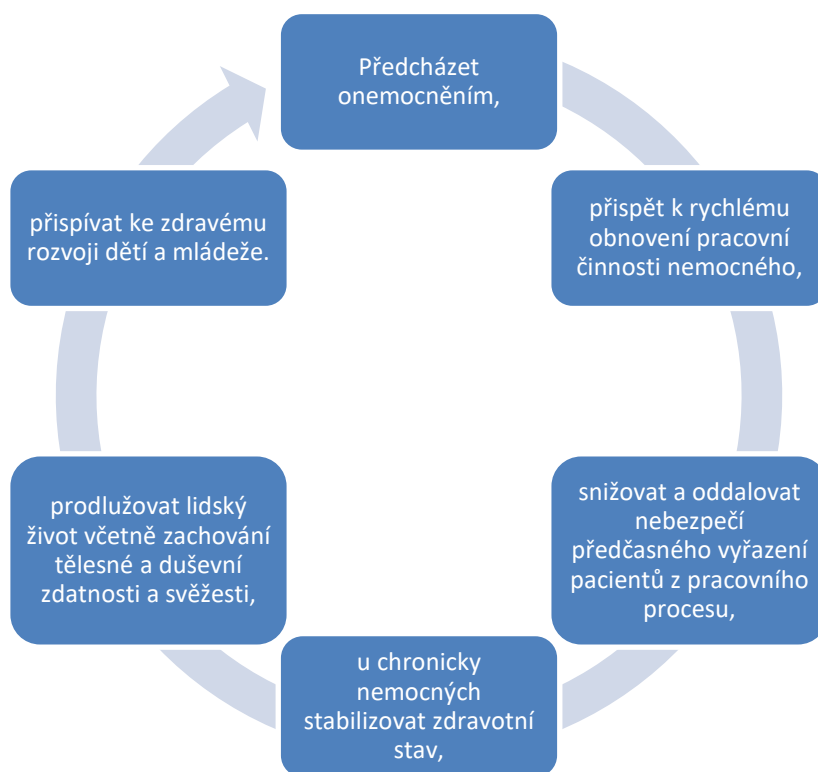 Předcházet
onemocněním,
přispět k rychlému
obnovení pracovní
činnosti nemocného,
snižovat a oddalovat
nebezpečí
předčasného vyřazení
pacientů z pracovního
procesu,
u chronicky
nemocných
stabilizovat zdravotní
stav,
prodlužovat lidský
život včetně zachování
tělesné a duševní
zdatnosti a svěžesti,
přispívat ke zdravému
rozvoji dětí a mládeže.